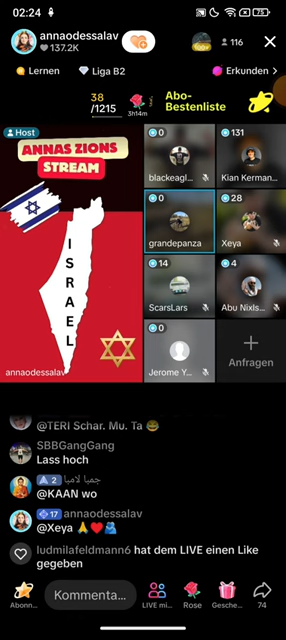 02:24
75
annaodessalav
137.2K
116
Lernen
Liga B2
Erkunden >
38
/1215
3h14m
Abo-
Bestenliste
Host
ANNAS ZIONS
STREAM
ISRAEL
annaodessalav
0
blackeagl...
131
Kian Kerman...
0
grandepanza
28
Xeya
14
ScarsLars
4
Abu Nixls...
0
Jerome Y...
+
Anfragen
@TERI Schar. Mu. Ta 😂
SBBGangGang
Lass hoch
2 جميا لامبا
@KAAN wo
17 annaodessalav
@Xeya 🙏❤️🫂
ludmilafeldmann6 hat dem LIVE einen Like
gegeben
Abonn...
Kommenta...
LIVE mi...
Rose
Gesche...
74